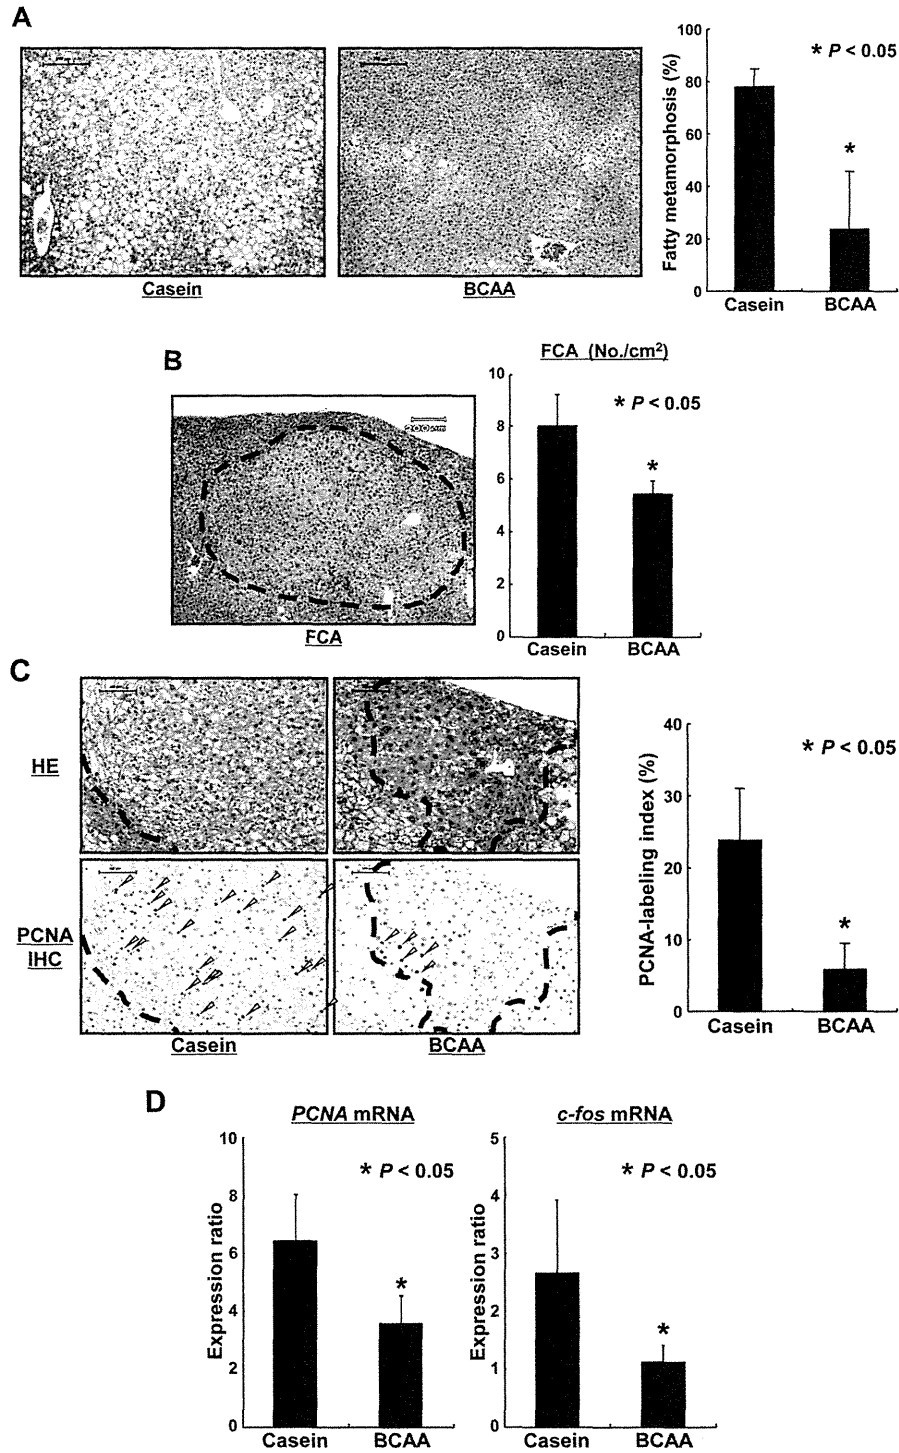 A
Fatty metamorphosis (%)
100
80
60
40
20
0
* P < 0.05
*
Casein
BCAA
Casein
BCAA
B
FCA (No./cm²)
10
8
6
4
2
0
* P < 0.05
*
200μm
FCA
Casein
BCAA
C
HE
PCNA
IHC
Casein
BCAA
PCNA-labeling index (%)
40
30
20
10
0
* P < 0.05
*
Casein
BCAA
D
PCNA mRNA
Expression ratio
10
8
6
4
2
0
* P < 0.05
*
Casein
BCAA
c-fos mRNA
Expression ratio
5
4
3
2
1
0
* P < 0.05
*
Casein
BCAA